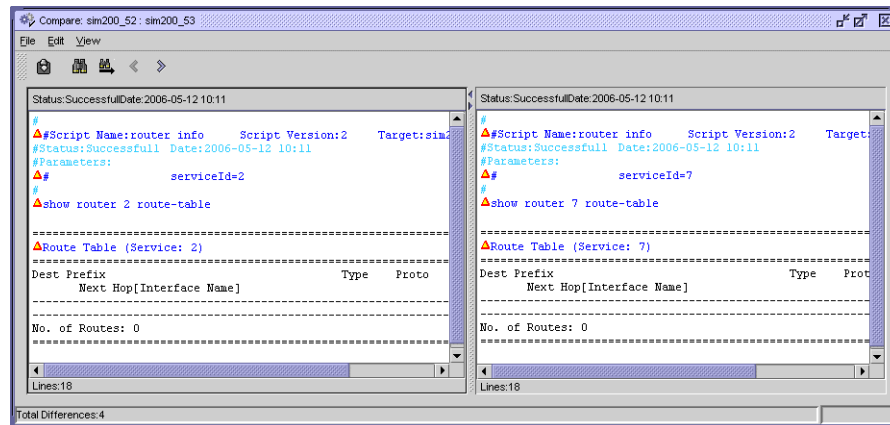 Compare: sim200_52 : sim200_53
File Edit View
Status:SuccessfullDate:2006-05-12 10:11
#
#Script Name:router info Script Version:2 Target:sim2
#Status:Successfull Date:2006-05-12 10:11
#Parameters:
# serviceId=2
#
show router 2 route-table
===============================================================
Route Table (Service: 2)
===============================================================
Dest Prefix Type Proto
Next Hop[Interface Name]
---------------------------------------------------------------
---------------------------------------------------------------
No. of Routes: 0
===============================================================
Lines:18
Status:SuccessfullDate:2006-05-12 10:11
#
#Script Name:router info Script Version:2 Target:
#Status:Successfull Date:2006-05-12 10:11
#Parameters:
# serviceId=7
#
show router 7 route-table
===============================================================
Route Table (Service: 7)
===============================================================
Dest Prefix Type Prot
Next Hop[Interface Name]
---------------------------------------------------------------
---------------------------------------------------------------
No. of Routes: 0
===============================================================
Lines:18
Total Differences:4